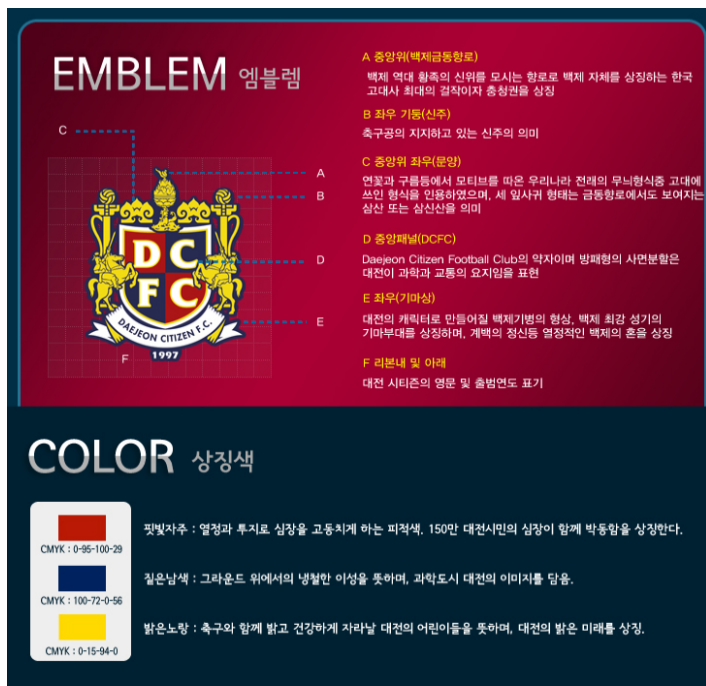 EMBLEM 엠블렘
A 중앙위(백제금동향로)
백제 역대 황족의 신위를 모시는 향로로 백제 자체를 상징하는 한국
고대사 최대의 걸작이자 충청권을 상징
B 좌우 기둥(신주)
축구공의 지지하고 있는 신주의 의미
C 중앙위 좌우(문양)
연꽃과 구름등에서 모티브를 따온 우리나라 전래의 무늬형식중 고대에
쓰인 형식을 인용하였으며, 세 잎사귀 형태는 금동향로에서도 보여지는
삼산 또는 삼신산을 의미
D 중앙패널(DCFC)
Daejeon Citizen Football Club의 약자이며 방패형의 사면분할은
대전이 과학과 교통의 요지임을 표현
E 좌우(기마상)
대전의 캐릭터로 만들어질 백제기병의 형상, 백제 최강 성기의
기마부대를 상징하며, 계백의 정신등 열정적인 백제의 혼을 상징
F 리본내 및 아래
대전 시티즌의 영문 및 출범연도 표기
C
A
B
D
E
F
DC
FC
DAEJEON CITIZEN F.C.
1997
COLOR 상징색
CMYK : 0-95-100-29
핏빛자주 : 열정과 투지로 심장을 고동치게 하는 피적색. 150만 대전시민의 심장이 함께 박동함을 상징한다.
CMYK : 100-72-0-56
짙은남색 : 그라운드 위에서의 냉철한 이성을 뜻하며, 과학도시 대전의 이미지를 담음.
CMYK : 0-15-94-0
밝은노랑 : 축구와 함께 밝고 건강하게 자라날 대전의 어린이들을 뜻하며, 대전의 밝은 미래를 상징.